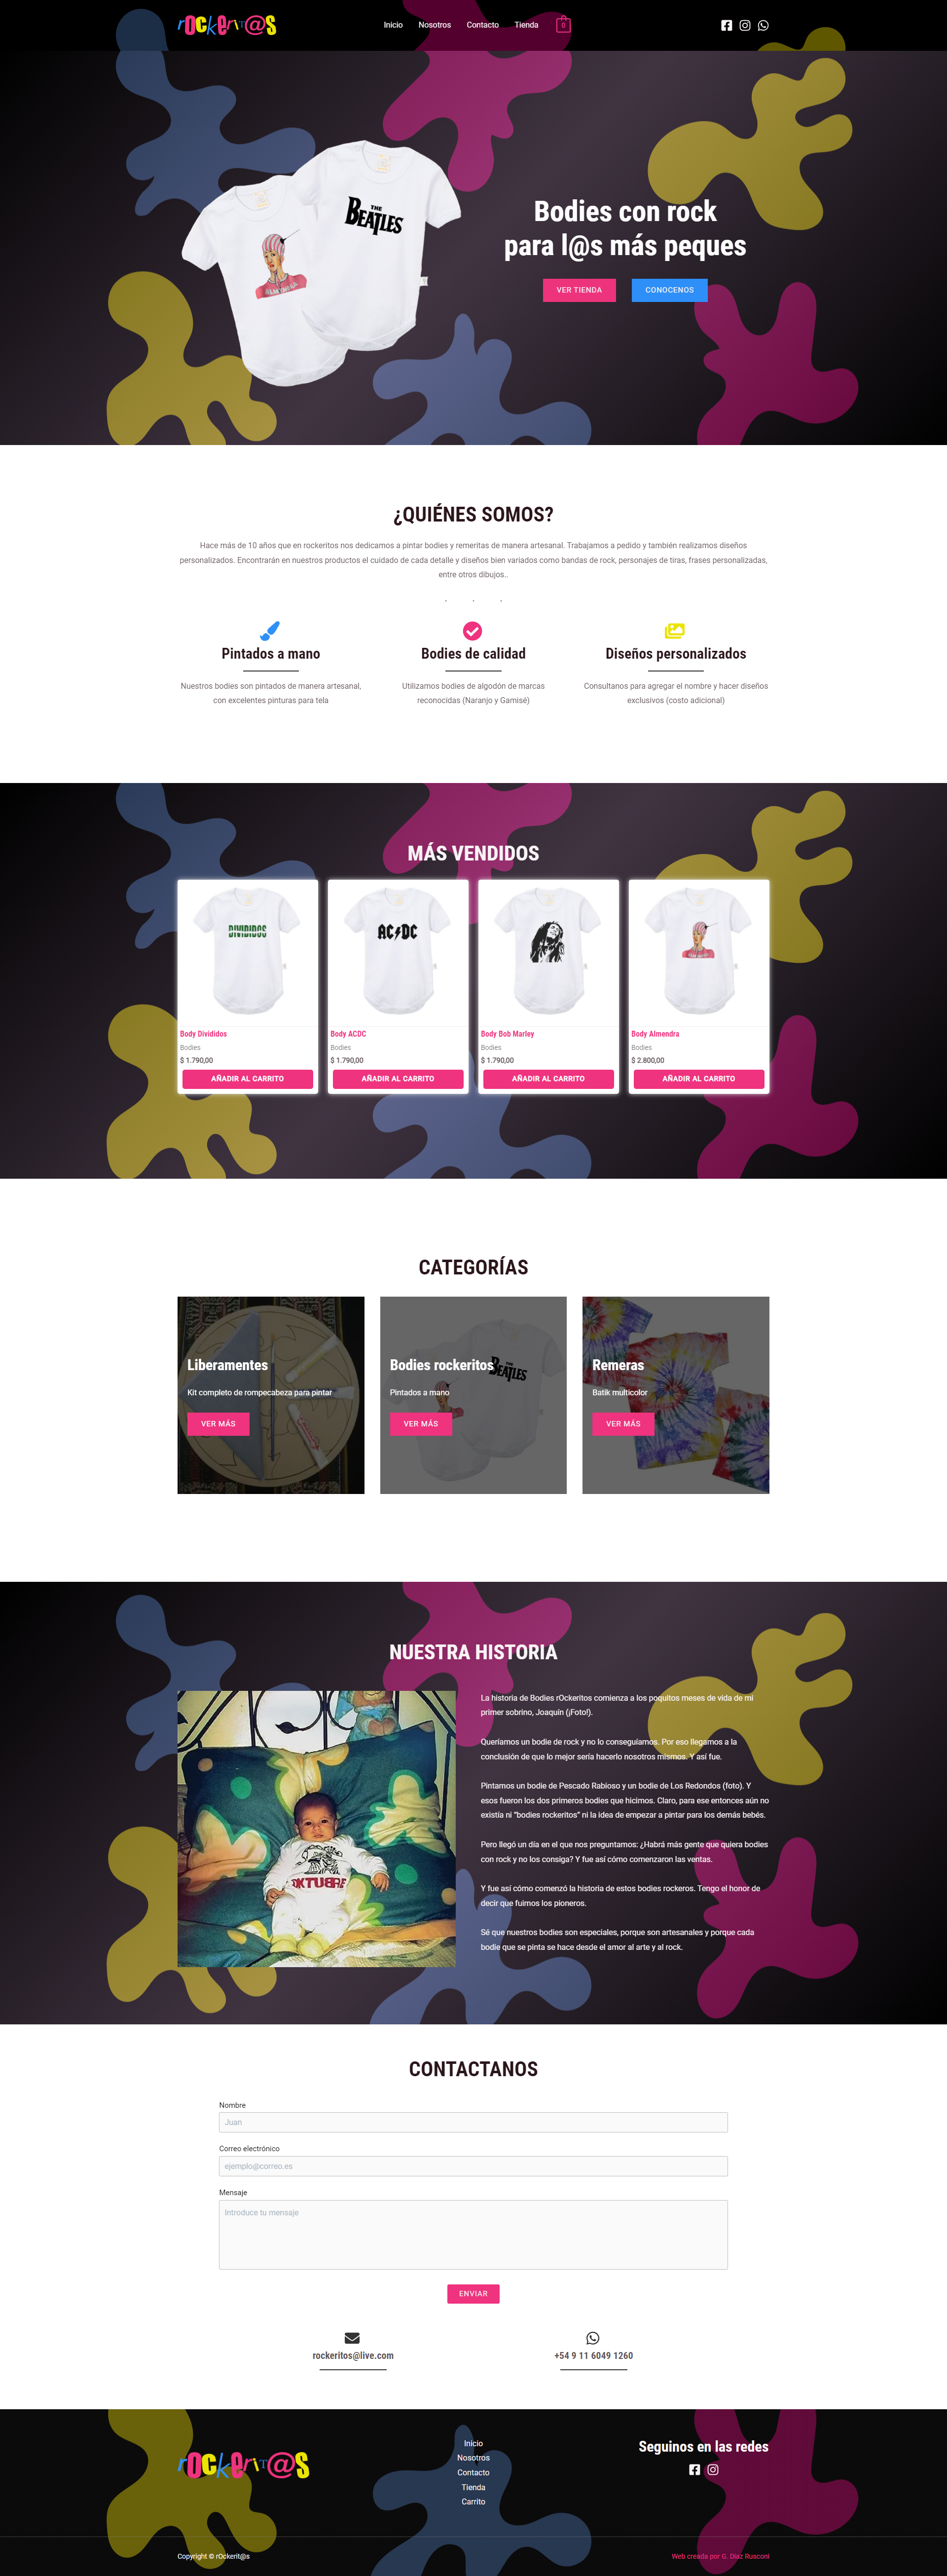 rOckeriT@S
Inicio Nosotros Contacto Tienda 0
THE
BEATLES
ALMENDRA
Bodies con rock
para l@s más peques
VER TIENDA CONOCENOS
¿QUIÉNES SOMOS?
Hace más de 10 años que en rockeritos nos dedicamos a pintar bodies y remeritas de manera artesanal. Trabajamos a pedido y también realizamos diseños
personalizados. Encontrarán en nuestros productos el cuidado de cada detalle y diseños bien variados como bandas de rock, personajes de tiras, frases personalizadas,
entre otros dibujos..
Pintados a mano
Nuestros bodies son pintados de manera artesanal,
con excelentes pinturas para tela
Bodies de calidad
Utilizamos bodies de algodón de marcas
reconocidas (Naranjo y Gamisé)
Diseños personalizados
Consultanos para agregar el nombre y hacer diseños
exclusivos (costo adicional)
MÁS VENDIDOS
DIVIDIDOS
Body Divididos
Bodies
$ 1.790,00
AÑADIR AL CARRITO
AC DC
Body ACDC
Bodies
$ 1.790,00
AÑADIR AL CARRITO
Body Bob Marley
Bodies
$ 1.790,00
AÑADIR AL CARRITO
Body Almendra
Bodies
$ 2.800,00
AÑADIR AL CARRITO
CATEGORÍAS
Liberamentes
Kit completo de rompecabeza para pintar
VER MÁS
THE
BEATLES
Bodies rockeritos
Pintados a mano
VER MÁS
Remeras
Batik multicolor
VER MÁS
NUESTRA HISTORIA
OKTUBRE
La historia de Bodies rOckeritos comienza a los poquitos meses de vida de mi
primer sobrino, Joaquín (¡Foto!).
Queríamos un bodie de rock y no lo conseguíamos. Por eso llegamos a la
conclusión de que lo mejor sería hacerlo nosotros mismos. Y así fue.
Pintamos un bodie de Pescado Rabioso y un bodie de Los Redondos (foto). Y
esos fueron los dos primeros bodies que hicimos. Claro, para ese entonces aún no
existía ni “bodies rockeritos” ni la idea de empezar a pintar para los demás bebés.
Pero llegó un día en el que nos preguntamos: ¿Habrá más gente que quiera bodies
con rock y no los consiga? Y fue así cómo comenzaron las ventas.
Y fue así cómo comenzó la historia de estos bodies rockeros. Tengo el honor de
decir que fuimos los pioneros.
Sé que nuestros bodies son especiales, porque son artesanales y porque cada
bodie que se pinta se hace desde el amor al arte y al rock.
CONTACTANOS
Nombre
Juan
Correo electrónico
ejemplo@correo.es
Mensaje
Introduce tu mensaje
ENVIAR
rockeritos@live.com
+54 9 11 6049 1260
rOckeriT@S
Inicio
Nosotros
Contacto
Tienda
Carrito
Seguinos en las redes
Copyright © rOckerit@s
Web creada por G. Diaz Rusconi